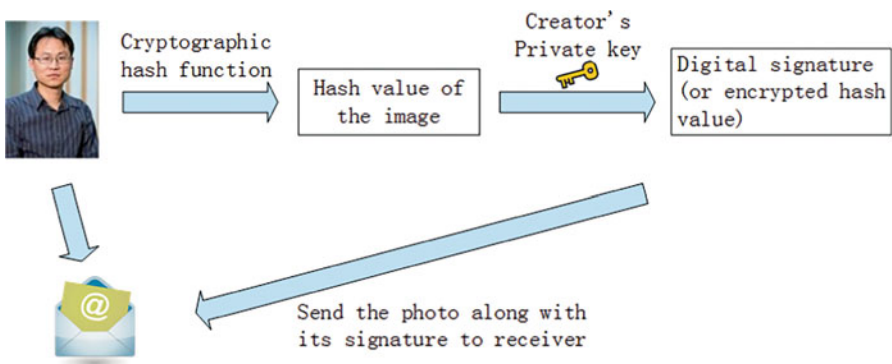 Cryptographic
hash function
Hash value of
the image
Creator's
Private key
Digital signature
(or encrypted hash
value)
@
Send the photo along with
its signature to receiver